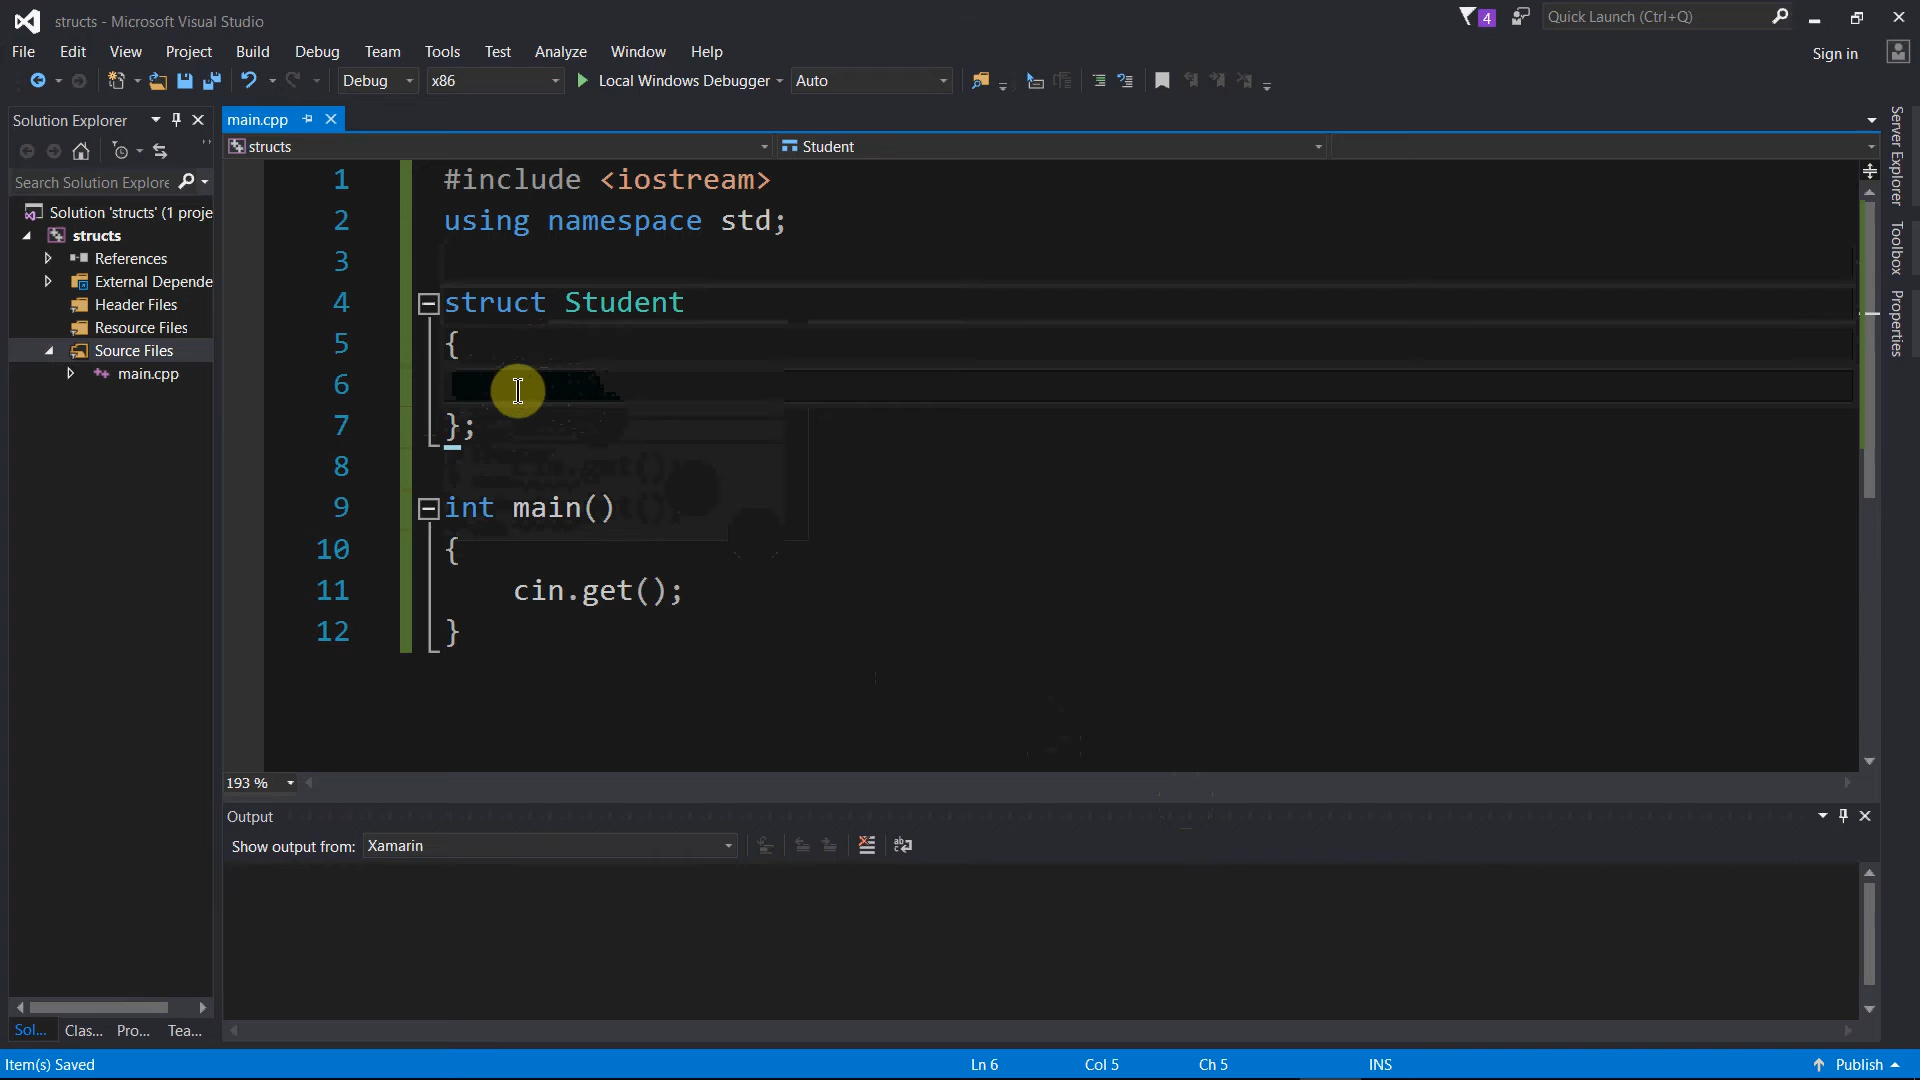 structs - Microsoft Visual Studio
4
Quick Launch (Ctrl+Q)
File Edit View Project Build Debug Team Tools Test Analyze Window Help
Sign in
Debug x86 Local Windows Debugger Auto
Solution Explorer
main.cpp
structs Student
Search Solution Explore
Solution 'structs' (1 proje
structs
References
External Depende
Header Files
Resource Files
Source Files
main.cpp
1 #include <iostream>
2 using namespace std;
3
4 struct Student
5 {
6
7 };
8
9 int main()
10 {
11 cin.get();
12 }
193 %
Output
Show output from: Xamarin
Sol... Clas... Pro... Tea...
Server Explorer
Toolbox
Properties
Item(s) Saved Ln 6 Col 5 Ch 5 INS Publish